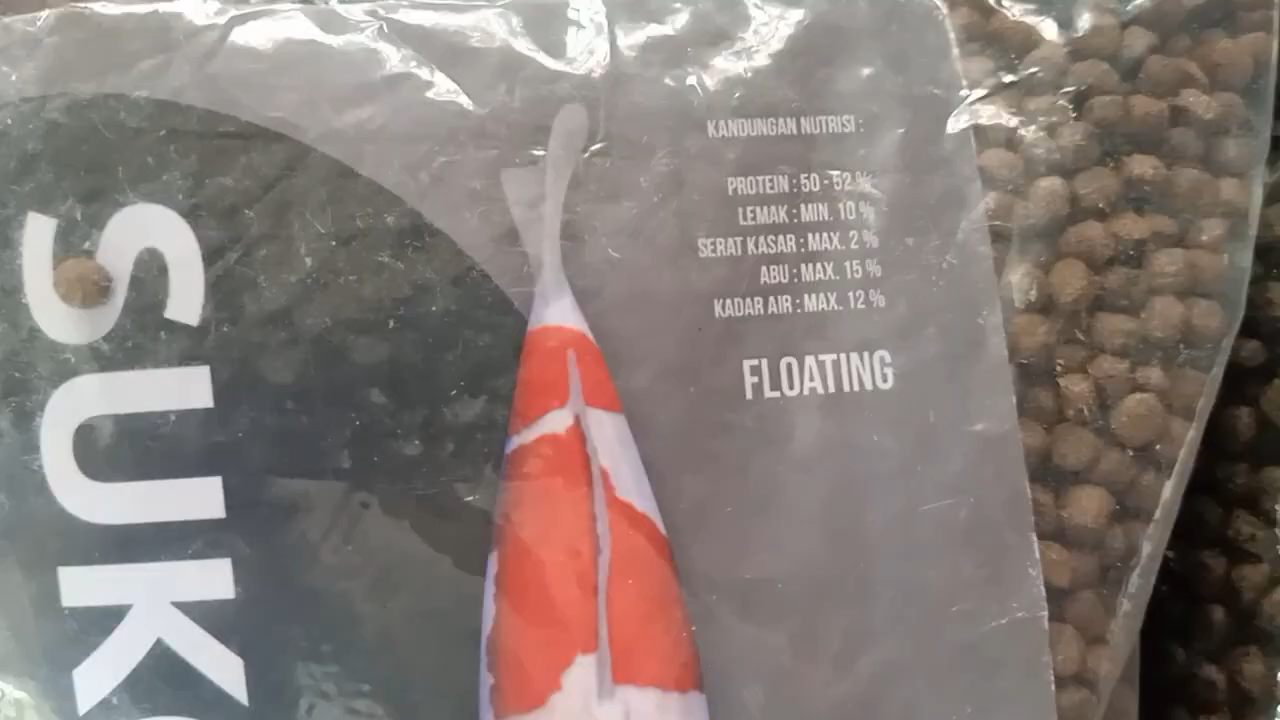 SUK
KANDUNGAN NUTRISI :
PROTEIN : 50 - 52 %
LEMAK : MIN. 10 %
SERAT KASAR : MAX. 2 %
ABU : MAX. 15 %
KADAR AIR : MAX. 12 %
FLOATING